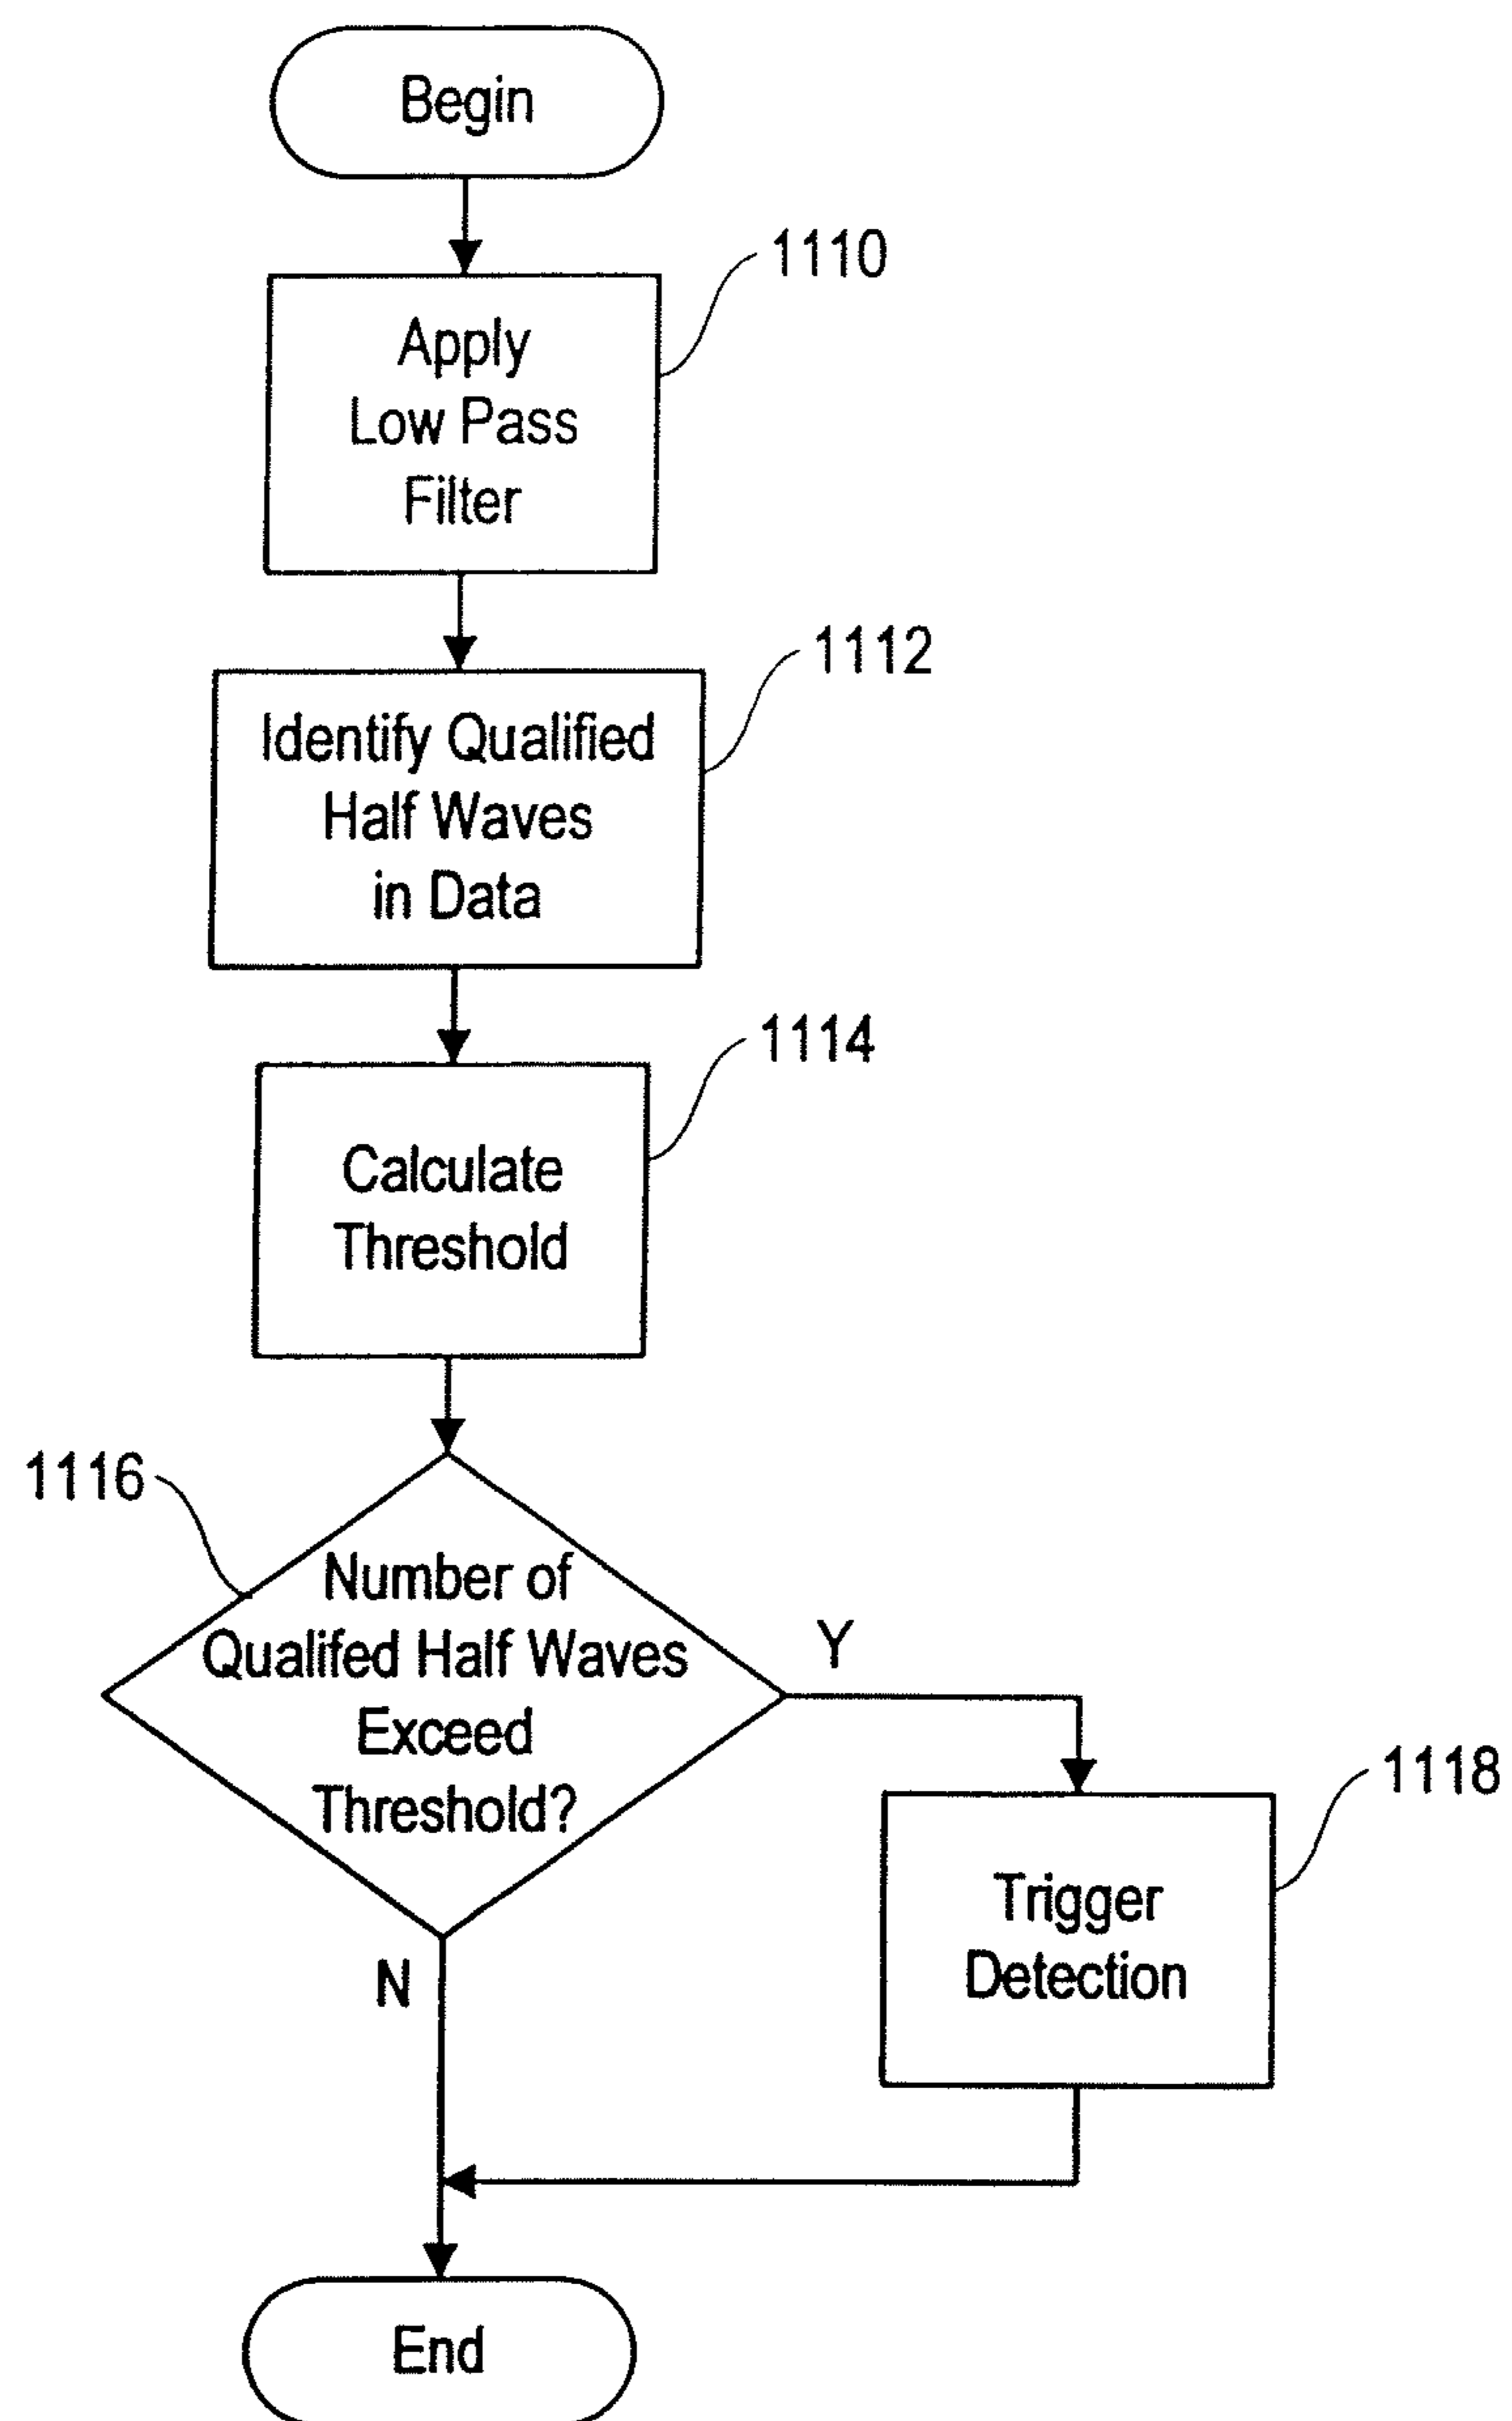 Begin
1110
Apply
Low Pass
Filter
1112
Identify Qualified
Half Waves
in Data
1114
Calculate
Threshold
1116
Number of
Qualifed Half Waves
Exceed
Threshold?
Y
1118
Trigger
Detection
N
End